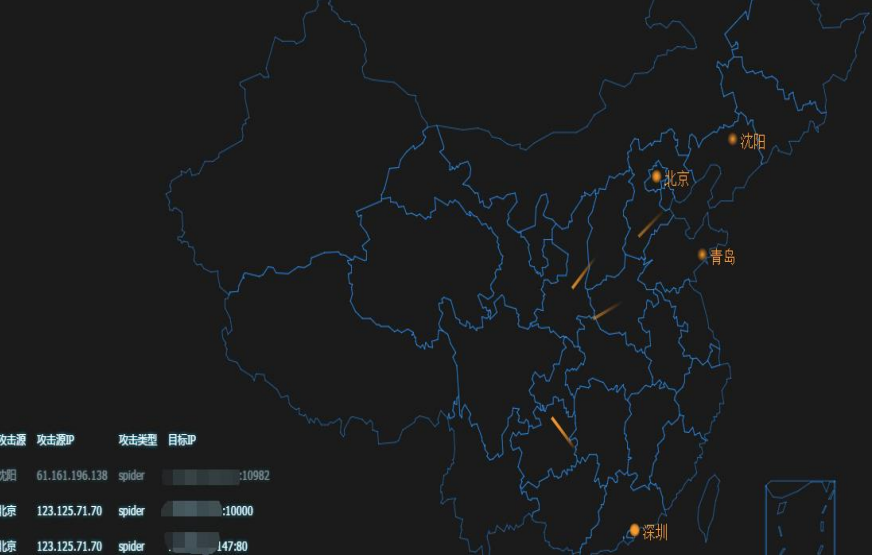 沈阳
北京
青岛
攻击源 攻击源IP 攻击类型 目标IP
沈阳 61.161.196.138 spider :10982
北京 123.125.71.70 spider :10000
北京 123.125.71.70 spider 147:80
深圳